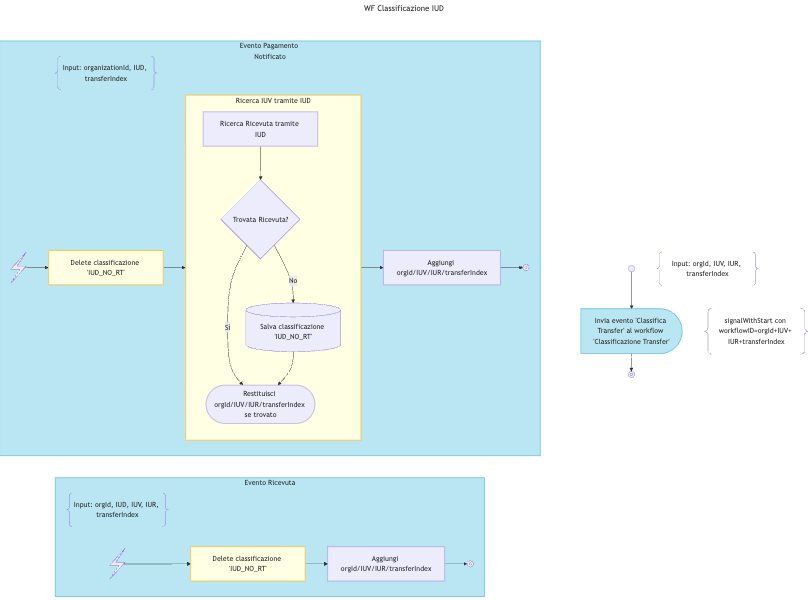 WF Classificazione IUD
Evento Pagamento
Notificato
Input: organizationId, IUD,
transferIndex
Ricerca IUV tramite IUD
Ricerca Ricevuta tramite
IUD
Trovata Ricevuta?
Delete classificazione
'IUD_NO_RT'
Aggiungi
orgId/IUV/IUR/transferIndex
No
Sì
Salva classificazione
'IUD_NO_RT'
Restituisci
orgId/IUV/IUR/transferIndex
se trovato
Input: orgId, IUV, IUR,
transferIndex
Invia evento 'Classifica
Transfer' al workflow
'Classificazione Transfer'
signalWithStart con
workflowID=orgId+IUV+
IUR+transferIndex
Evento Ricevuta
Input: orgId, IUD, IUV, IUR,
transferIndex
Delete classificazione
'IUD_NO_RT'
Aggiungi
orgId/IUV/IUR/transferIndex